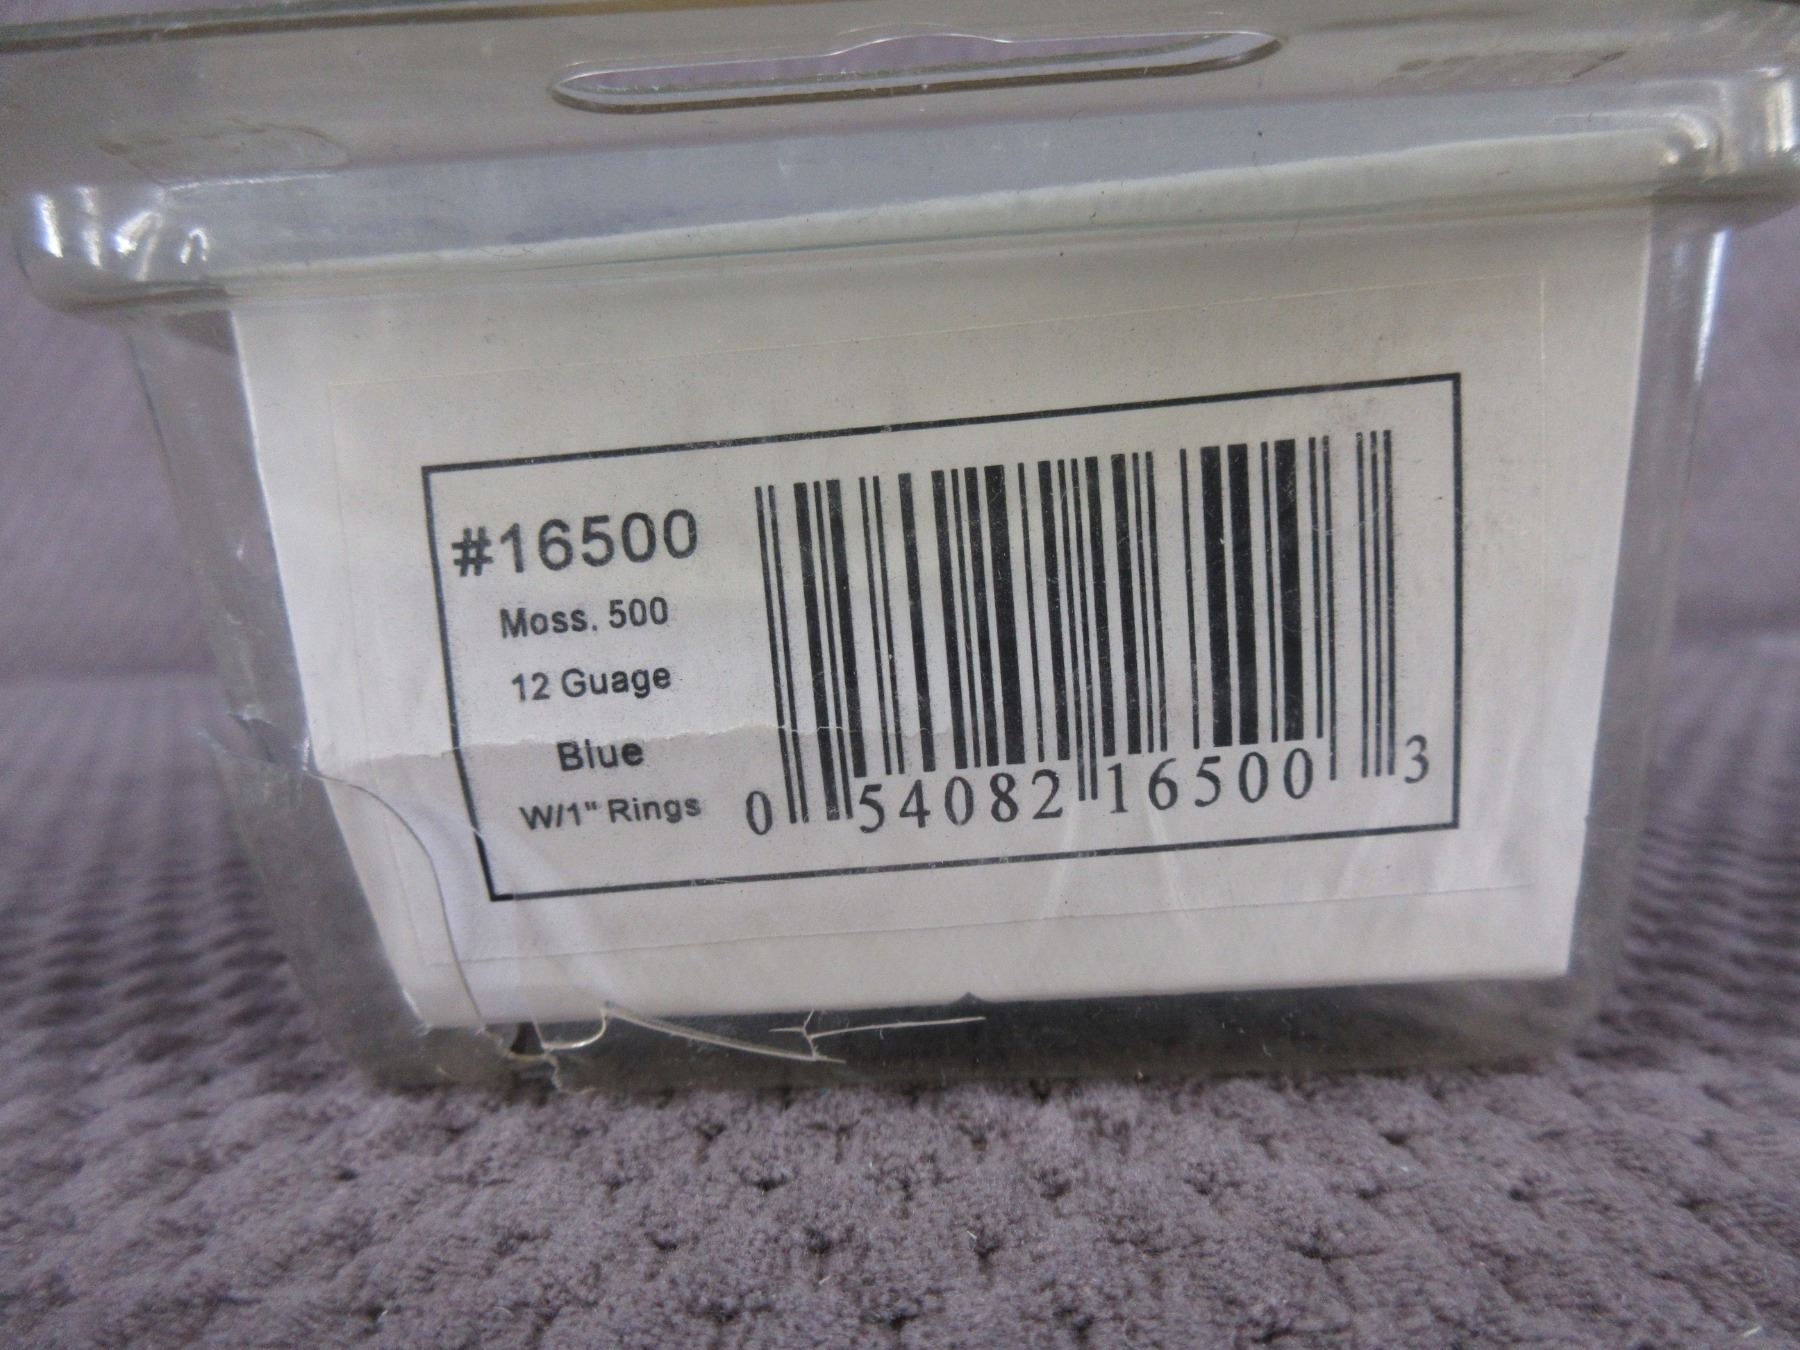 #16500
Moss. 500
12 Guage
Blue
W/1" Rings
0 54082 16500 3